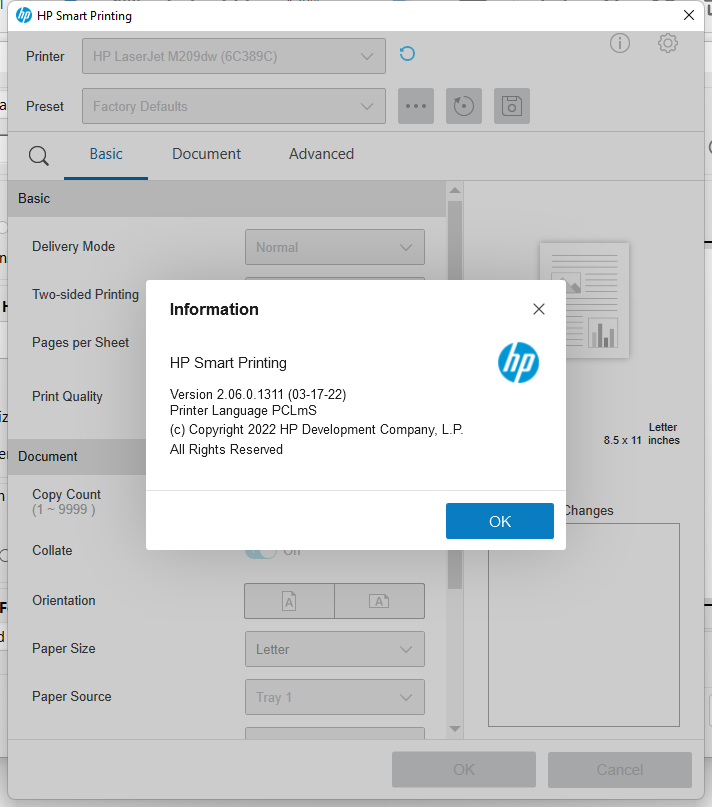 HP Smart Printing
Printer
HP LaserJet M209dw (6C389C)
Preset
Factory Defaults
Basic
Document
Advanced
Basic
Delivery Mode
Normal
Two-sided Printing
Pages per Sheet
Print Quality
Information
HP Smart Printing
hp
Version 2.06.0.1311 (03-17-22)
Printer Language PCLmS
(c) Copyright 2022 HP Development Company, L.P.
All Rights Reserved
OK
Letter
8.5 x 11 inches
Document
Copy Count
(1 ~ 9999 )
Changes
Collate
Orientation
A
A
Paper Size
Letter
Paper Source
Tray 1
OK
Cancel